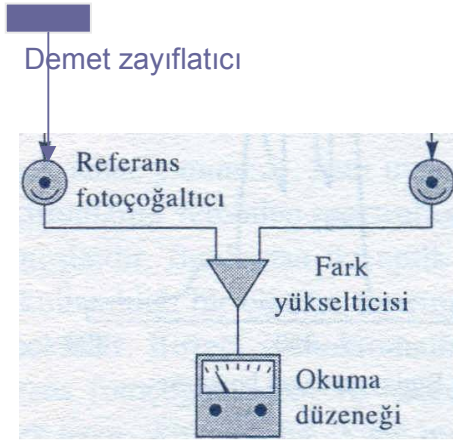 Demet zayıflatıcı
Referans
fotoçoğaltıcı
Fark
yükselticisi
Okuma
düzeneği